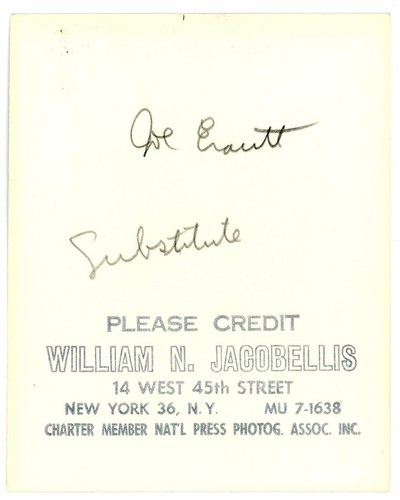 Joe Erautt
Substitute
PLEASE CREDIT
WILLIAM N. JACOBELLIS
14 WEST 45th STREET
NEW YORK 36, N.Y. MU 7-1638
CHARTER MEMBER NAT'L PRESS PHOTOG. ASSOC. INC.